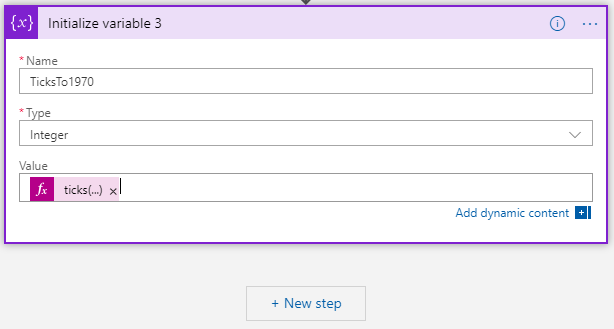 {x} Initialize variable 3
* Name
TicksTo1970
* Type
Integer
Value
fx ticks(...) ×
Add dynamic content
+ New step